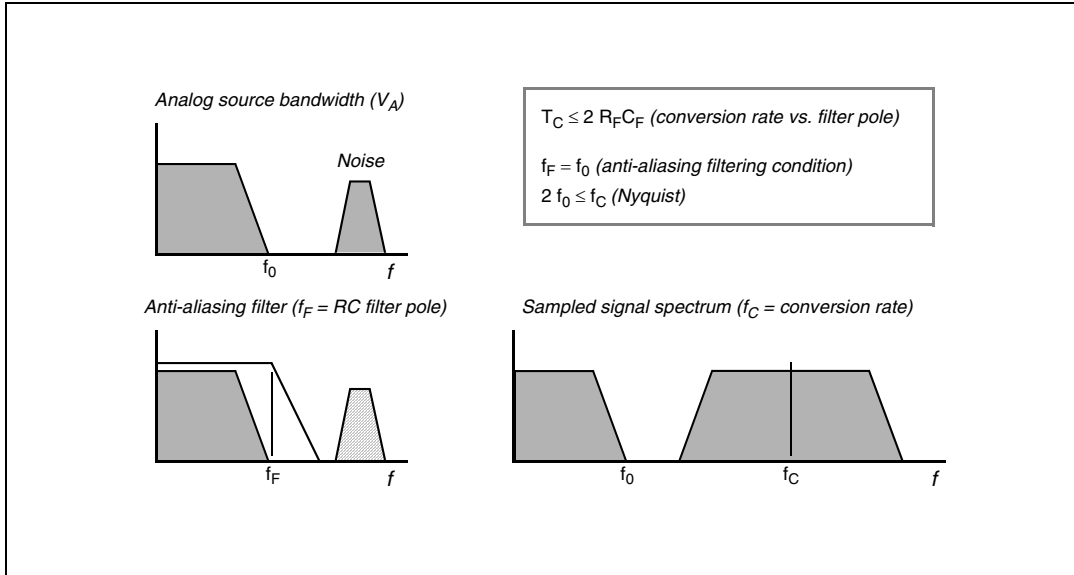 Analog source bandwidth (V_A)
Noise
f_0
f
T_C ≤ 2 R_FC_F (conversion rate vs. filter pole)
f_F = f_0 (anti-aliasing filtering condition)
2 f_0 ≤ f_C (Nyquist)
Anti-aliasing filter (f_F = RC filter pole)
f_F
f
Sampled signal spectrum (f_C = conversion rate)
f_0
f_C
f